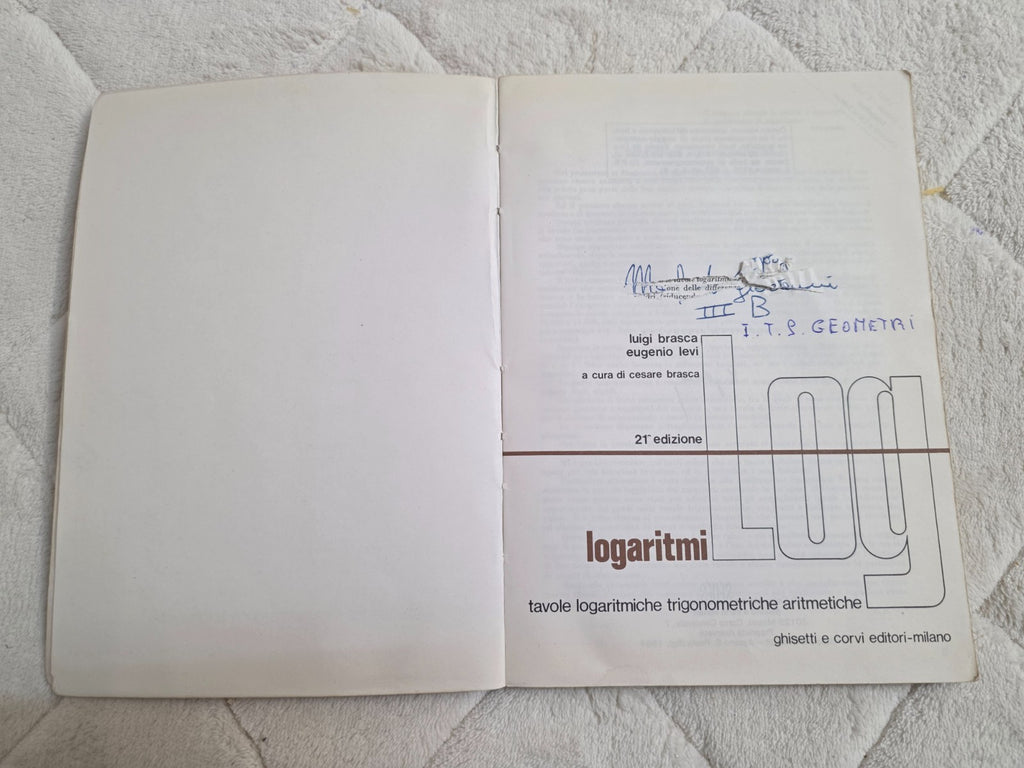 III B
I.T.S. GEOMETRI
luigi brasca
eugenio levi
a cura di cesare brasca
21ª edizione
Log
logaritmi
tavole logaritmiche trigonometriche aritmetiche
ghisetti e corvi editori-milano